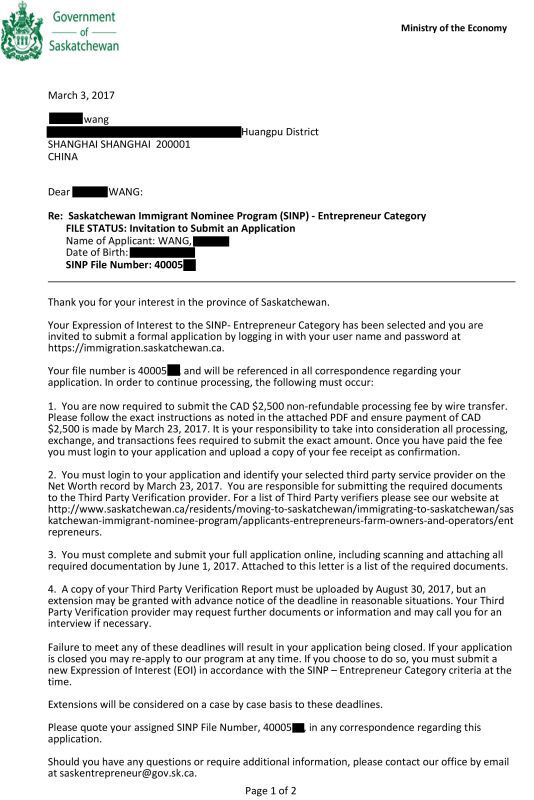 Government
of
Saskatchewan
Ministry of the Economy
March 3, 2017
wang
Huangpu District
SHANGHAI SHANGHAI 200001
CHINA
Dear WANG:
Re: Saskatchewan Immigrant Nominee Program (SINP) - Entrepreneur Category
FILE STATUS: Invitation to Submit an Application
Name of Applicant: WANG,
Date of Birth:
SINP File Number: 40005
Thank you for your interest in the province of Saskatchewan.
Your Expression of Interest to the SINP- Entrepreneur Category has been selected and you are
invited to submit a formal application by logging in with your user name and password at
https://immigration.saskatchewan.ca.
Your file number is 40005 , and will be referenced in all correspondence regarding your
application. In order to continue processing, the following must occur:
1. You are now required to submit the CAD $2,500 non-refundable processing fee by wire transfer.
Please follow the exact instructions as noted in the attached PDF and ensure payment of CAD
$2,500 is made by March 23, 2017. It is your responsibility to take into consideration all processing,
exchange, and transactions fees required to submit the exact amount. Once you have paid the fee
you must login to your application and upload a copy of your fee receipt as confirmation.
2. You must login to your application and identify your selected third party service provider on the
Net Worth record by March 23, 2017. You are responsible for submitting the required documents
to the Third Party Verification provider. For a list of Third Party verifiers please see our website at
http://www.saskatchewan.ca/residents/moving-to-saskatchewan/immigrating-to-saskatchewan/sas
katchewan-immigrant-nominee-program/applicants-entrepreneurs-farm-owners-and-operators/ent
repreneurs.
3. You must complete and submit your full application online, including scanning and attaching all
required documentation by June 1, 2017. Attached to this letter is a list of the required documents.
4. A copy of your Third Party Verification Report must be uploaded by August 30, 2017, but an
extension may be granted with advance notice of the deadline in reasonable situations. Your Third
Party Verification provider may request further documents or information and may call you for an
interview if necessary.
Failure to meet any of these deadlines will result in your application being closed. If your application
is closed you may re-apply to our program at any time. If you choose to do so, you must submit a
new Expression of Interest (EOI) in accordance with the SINP – Entrepreneur Category criteria at the
time.
Extensions will be considered on a case by case basis to these deadlines.
Please quote your assigned SINP File Number, 40005 , in any correspondence regarding this
application.
Should you have any questions or require additional information, please contact our office by email
at saskentrepreneur@gov.sk.ca.
Page 1 of 2